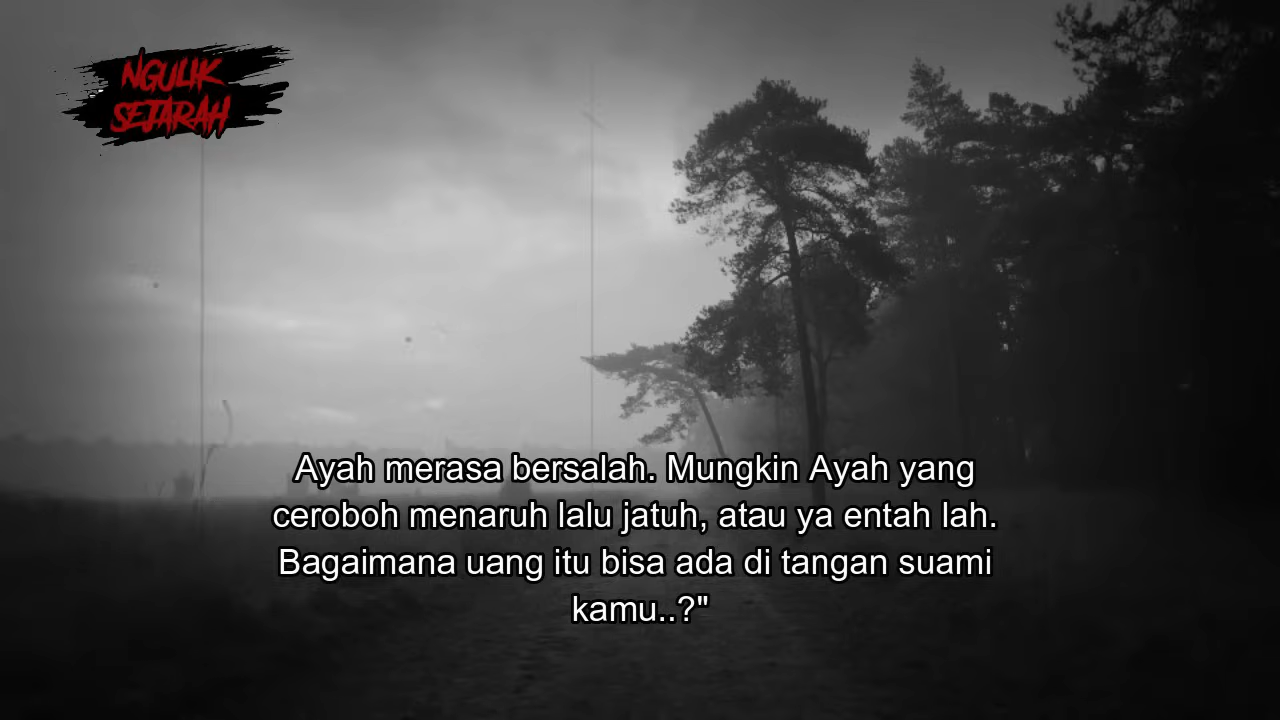 NGULIK
SEJARAH
Ayah merasa bersalah. Mungkin Ayah yang
ceroboh menaruh lalu jatuh, atau ya entah lah.
Bagaimana uang itu bisa ada di tangan suami
kamu..?"